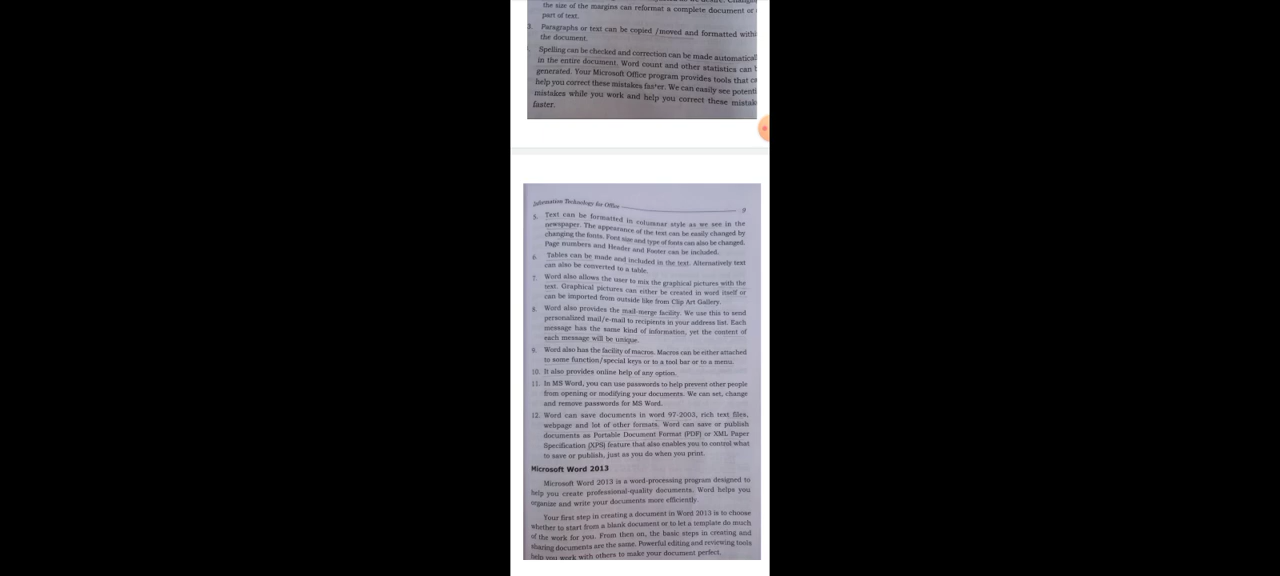 the size of the margins can reformat a complete document or
part of text.
3. Paragraphs or text can be copied /moved and formatted withi
the document.
Spelling can be checked and correction can be made automatical
in the entire document. Word count and other statistics can b
generated. Your Microsoft Office program provides tools that ca
help you correct these mistakes faster. We can easily see potenti
mistakes while you work and help you correct these mistak
faster.
Information Technology for Office
9
5. Text can be formatted in columnar style as we see in the
newspaper. The appearance of the text can be easily changed by
changing the fonts. Font size and type of fonts can also be changed.
Page numbers and Header and Footer can be included.
6. Tables can be made and included in the text. Alternatively text
can also be converted to a table.
7. Word also allows the user to mix the graphical pictures with the
text. Graphical pictures can either be created in word itself or
can be imported from outside like from Clip Art Gallery.
8. Word also provides the mail merge facility. We use this to send
personalized mail/e-mail to recipients in your address list. Each
message has the same kind of information, yet the content of
each message will be unique.
9. Word also has the facility of macros. Macros can be either attached
to some function/special keys or to a tool bar or to a menu.
10. It also provides online help of any option.
11. In MS Word, you can use passwords to help prevent other people
from opening or modifying your documents. We can set, change
and remove passwords for MS Word.
12. Word can save documents in word 97-2003, rich text files,
webpage and lot of other formats. Word can save or publish
documents as Portable Document Format (PDF) or XML Paper
Specification (XPS) feature that also enables you to control what
to save or publish, just as you do when you print.
Microsoft Word 2013
Microsoft Word 2013 is a word-processing program designed to
help you create professional-quality documents. Word helps you
organize and write your documents more efficiently.
Your first step in creating a document in Word 2013 is to choose
whether to start from a blank document or to let a template do much
of the work for you. From then on, the basic steps in creating and
sharing documents are the same. Powerful editing and reviewing tools
help you work with others to make your document perfect.